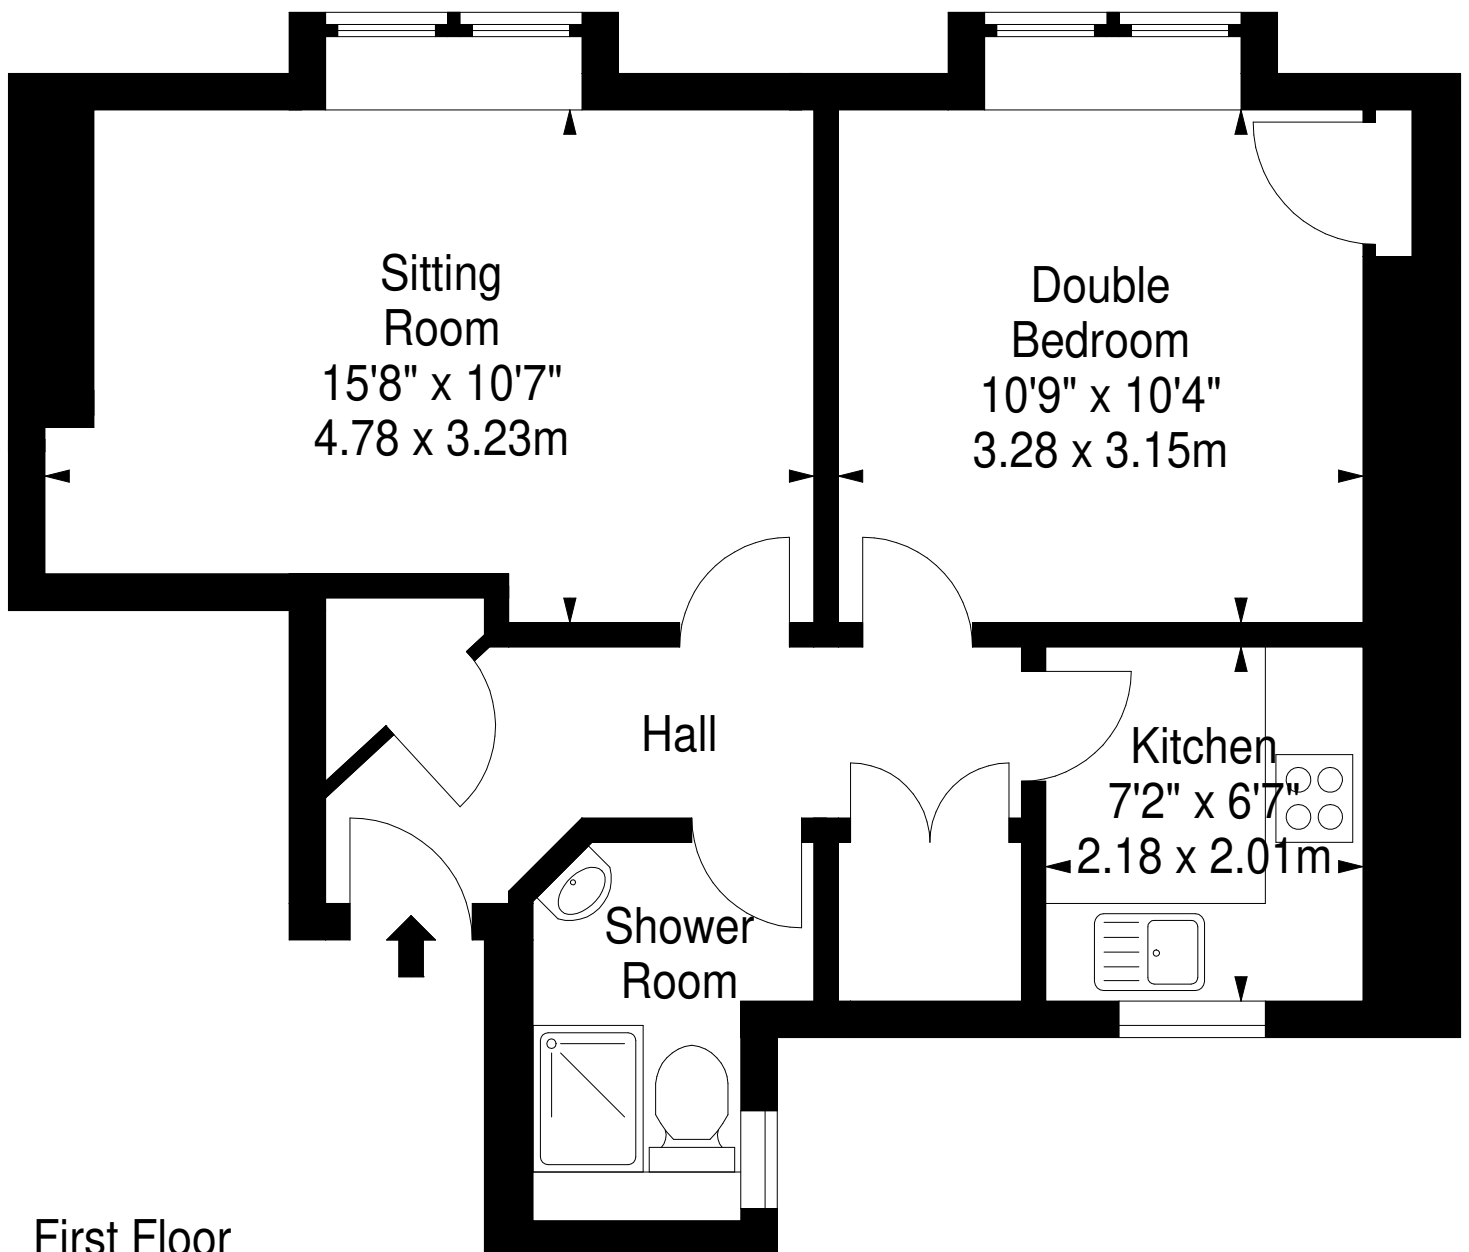 Sitting
Room
15'8" x 10'7"
4.78 x 3.23m
Double
Bedroom
10'9" x 10'4"
3.28 x 3.15m
Hall
Kitchen
7'2" x 6'7"
2.18 x 2.01m
Shower
Room
First Floor